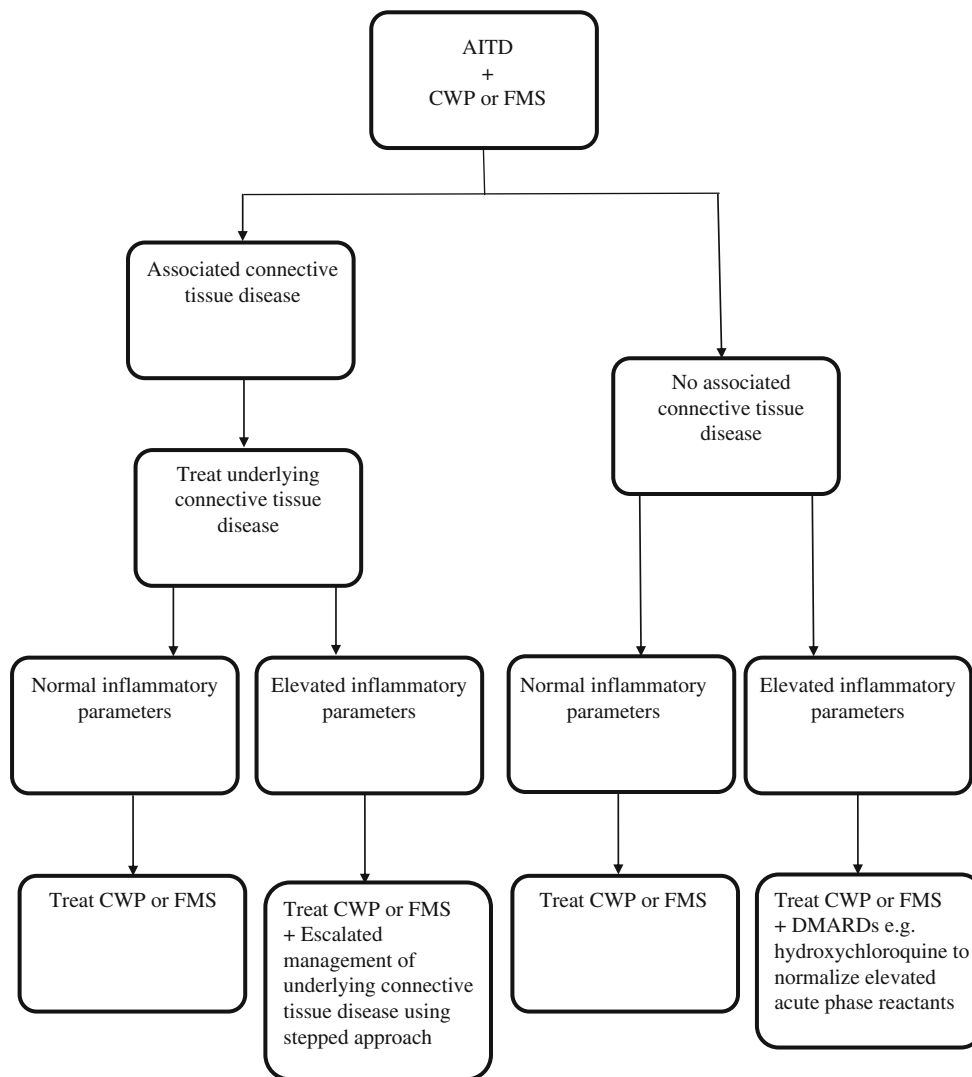 AITD
+
CWP or FMS
Associated connective
tissue disease
No associated
connective tissue
disease
Treat underlying
connective tissue
disease
Normal inflammatory
parameters
Elevated inflammatory
parameters
Normal inflammatory
parameters
Elevated inflammatory
parameters
Treat CWP or FMS
Treat CWP or FMS
+ Escalated
management of
underlying connective
tissue disease using
stepped approach
Treat CWP or FMS
Treat CWP or FMS
+ DMARDs e.g.
hydroxychloroquine to
normalize elevated
acute phase reactants